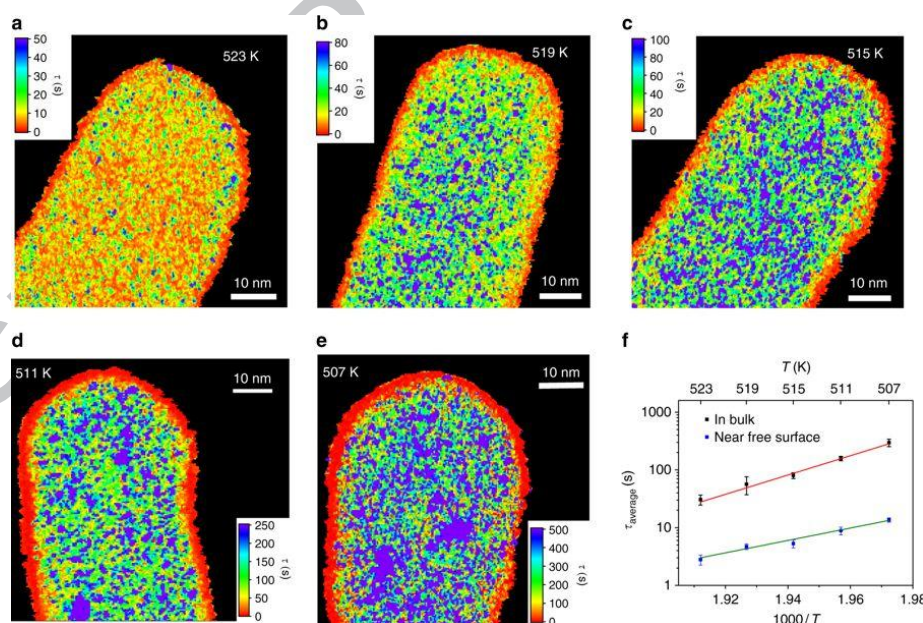 a
523 K
50
40
30
20
10
0
τ (s)
10 nm
b
519 K
80
60
40
20
0
τ (s)
10 nm
c
515 K
100
80
60
40
20
0
τ (s)
10 nm
d
511 K
10 nm
250
200
150
100
50
0
τ (s)
e
507 K
10 nm
500
400
300
200
100
0
τ (s)
f
T (K)
523 519 515 511 507
1000
100
10
1
τaverage (s)
In bulk
Near free surface
1.92 1.94 1.96 1.98
1000/T